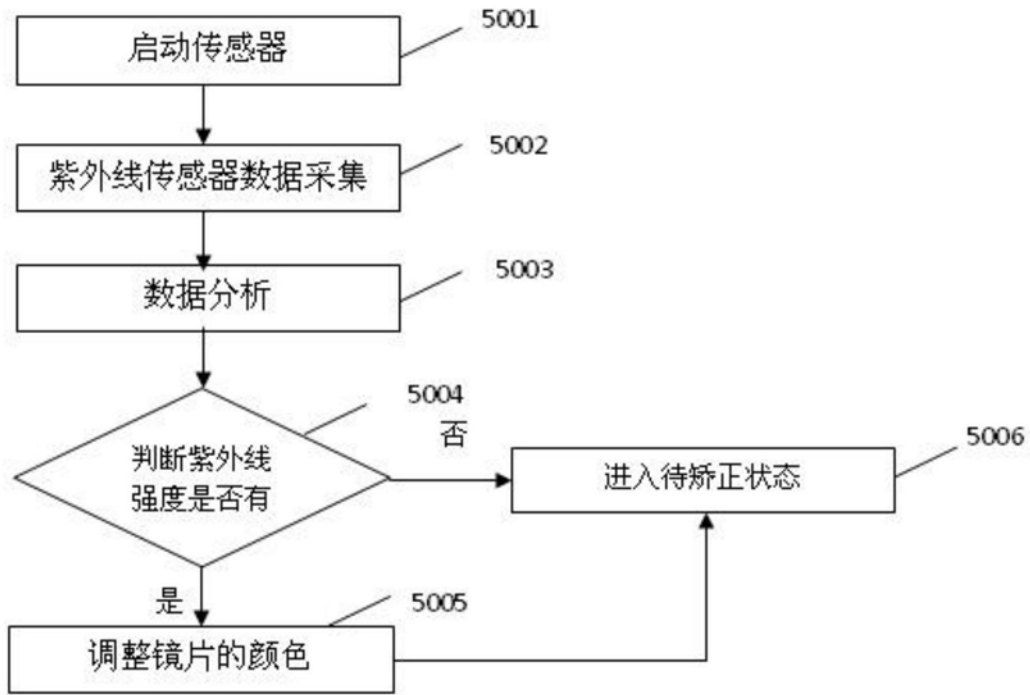 启动传感器
5001
紫外线传感器数据采集
5002
数据分析
5003
5004
判断紫外线
强度是否有
否
进入待矫正状态
5006
是
调整镜片的颜色
5005